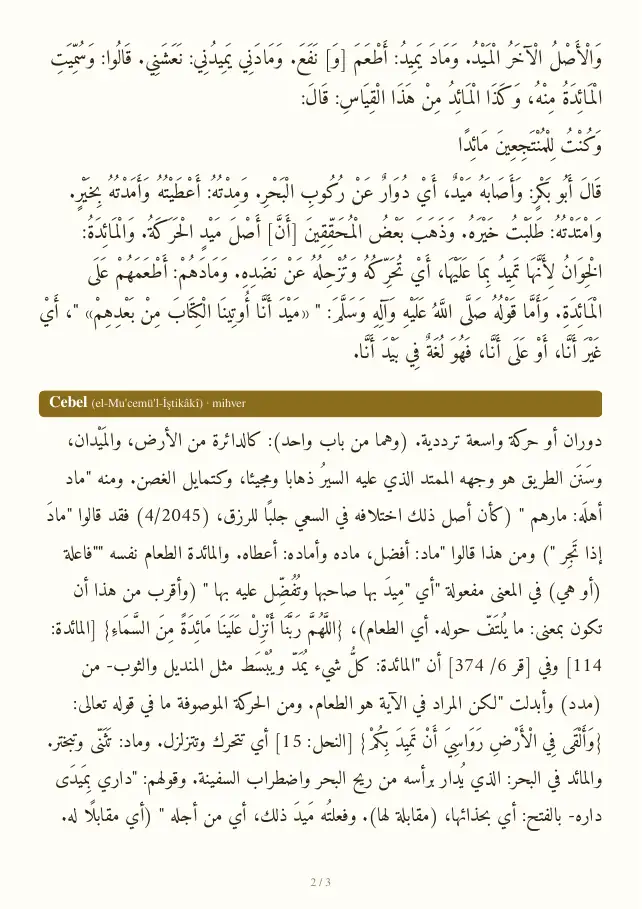 وَالْأَصْلُ الْآخَرُ الْمَيْدُ. وَمَادَ يَمِيدُ: أَطْعَمَ [وَ] نَفَعَ. وَمَادَنِي يَمِيدُنِي: نَعَشَنِي. قَالُوا: وَسُمِّيَتِ
الْمَائِدَةُ مِنْهُ، وَكَذَا الْمَائِدُ مِنْ هَذَا الْقِيَاسِ: قَالَ:
وَكُنْتُ لِلْمُنْتَجِعِينَ مَائِدًا
قَالَ أَبُو بَكْرٍ: وَأَصَابَهُ مَيْدٌ، أَيْ دُوَارٌ عَنْ رُكُوبِ الْبَحْرِ. وَمِدْتُهُ: أَعْطَيْتُهُ وَأَمَدْتُهُ بِخَيْرٍ.
وَامْتَدْتُهُ: طَلَبْتُ خَيْرَهُ. وَذَهَبَ بَعْضُ الْمُحَقِّقِينَ [أَنَّ] أَصْلَ مَيْدِ الْحَرَكَةُ. وَالْمَائِدَةُ:
الْخِوَانُ لِأَنَّهَا تَمِيدُ بِمَا عَلَيْهَا، أَيْ تُحَرِّكُهُ وَتُزْحِلُهُ عَنْ نَضَدِهِ. وَمَادَهُمْ: أَطْعَمَهُمْ عَلَى
الْمَائِدَةِ. وَأَمَّا قَوْلُهُ صَلَّى اللَّهُ عَلَيْهِ وَآلِهِ وَسَلَّمَ: " «مَيْدَ أَنَّا أُوتِينَا الْكِتَابَ مِنْ بَعْدِهِمْ» "، أَيْ
غَيْرَ أَنَّا، أَوْ عَلَى أَنَّا، فَهُوَ لُغَةٌ فِي بَيْدَ أَنَّا.
Cebel (el-Mu'cemü'l-İştikâkî) · mihver
دوران أو حركة واسعة ترددية. (وهما من باب واحد): كالدائرة من الأرض، والمَيْدان،
وسَنَن الطريق هو وجهه الممتد الذي عليه السيرُ ذهابا ومجيئا، وكتمايل الغصن. ومنه "ماد
أهلَه: مارهم " (كأن أصل ذلك اختلافه في السعي جلبًا للرزق، (4/2045) فقد قالوا "مادَ
إذا تَجِر ") ومن هذا قالوا "ماد: أفضل، ماده وأماده: أعطاه. والمائدة الطعام نفسه ""فاعلة
(أو هي) في المعنى مفعولة "أي "مِيدَ بها صاحبها وتُفُضِّل عليه بها " (وأقرب من هذا أن
تكون بمعنى: ما يُلتَفّ حوله. أي الطعام)، {اللَّهُمَّ رَبَّنَا أَنْزِلْ عَلَيْنَا مَائِدَةً مِنَ السَّمَاءِ} [المائدة:
114] وفي [قر 6/ 374] أن "المائدة: كلُّ شيء يُمَدّ ويُبْسَط مثل المنديل والثوب- من
(مدد) وأبدلت "لكن المراد في الآية هو الطعام. ومن الحركة الموصوفة ما في قوله تعالى:
{وَأَلْقَى فِي الْأَرْضِ رَوَاسِيَ أَنْ تَمِيدَ بِكُمْ} [النحل: 15] أي تتحرك وتتزلزل. وماد: تَثَنّى وتبختر.
والمائد في البحر: الذي يُدار برأسه من ريح البحر واضطراب السفينة. وقولهم: "داري بِمَيدَى
داره- بالفتح: أي بحذائها، (مقابلة لها). وفعلتُه مَيدَ ذلك، أي من أجله " (أي مقابلًا له.
2 / 3